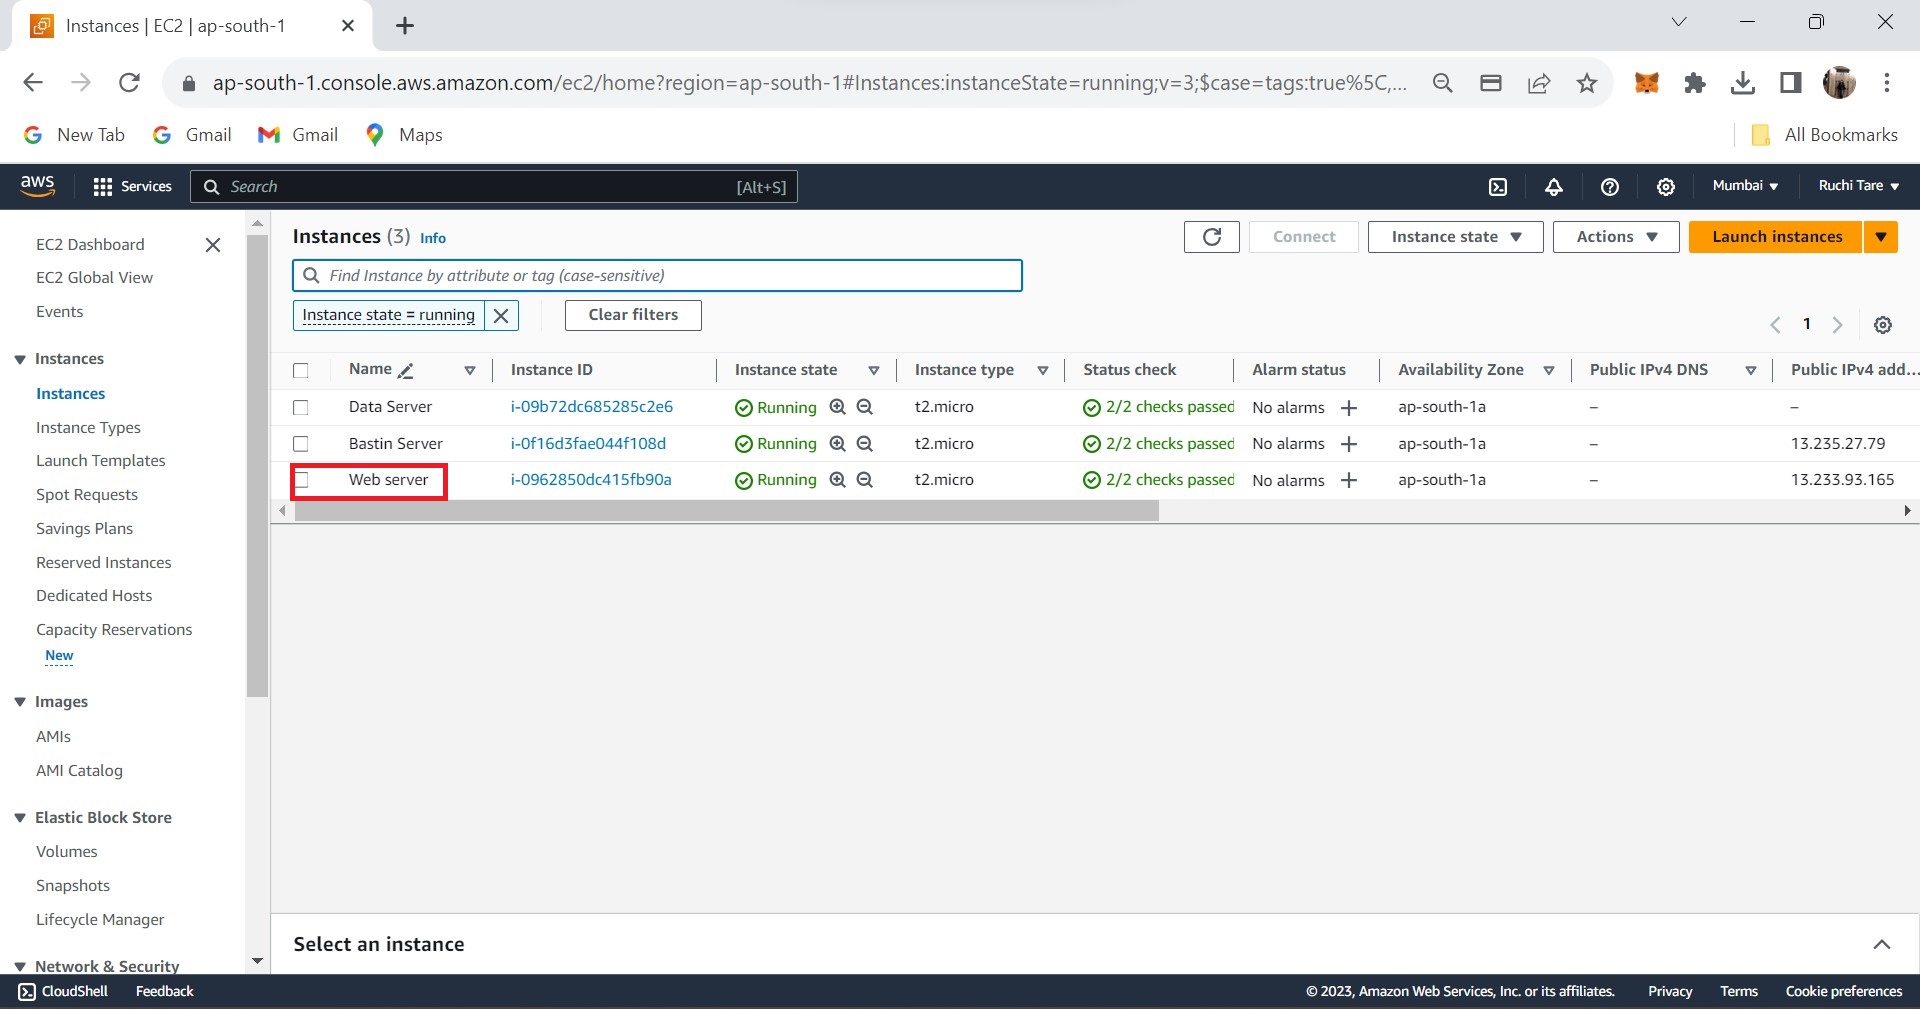 Instances | EC2 | ap-south-1
ap-south-1.console.aws.amazon.com/ec2/home?region=ap-south-1#Instances:instanceState=running;v=3;$case=tags:true%5C,...
New Tab Gmail Gmail Maps All Bookmarks
aws Services Search [Alt+S] Mumbai Ruchi Tare
EC2 Dashboard
EC2 Global View
Events
Instances
Instances
Instance Types
Launch Templates
Spot Requests
Savings Plans
Reserved Instances
Dedicated Hosts
Capacity Reservations
New
Images
AMIs
AMI Catalog
Elastic Block Store
Volumes
Snapshots
Lifecycle Manager
Network & Security
Instances (3) Info Connect Instance state Actions Launch instances
Find Instance by attribute or tag (case-sensitive)
Instance state = running Clear filters
1
Name Instance ID Instance state Instance type Status check Alarm status Availability Zone Public IPv4 DNS Public IPv4 add...
Data Server i-09b72dc685285c2e6 Running t2.micro 2/2 checks passed No alarms + ap-south-1a – –
Bastin Server i-0f16d3fae044f108d Running t2.micro 2/2 checks passed No alarms + ap-south-1a – 13.235.27.79
Web server i-0962850dc415fb90a Running t2.micro 2/2 checks passed No alarms + ap-south-1a – 13.233.93.165
Select an instance
CloudShell Feedback © 2023, Amazon Web Services, Inc. or its affiliates. Privacy Terms Cookie preferences